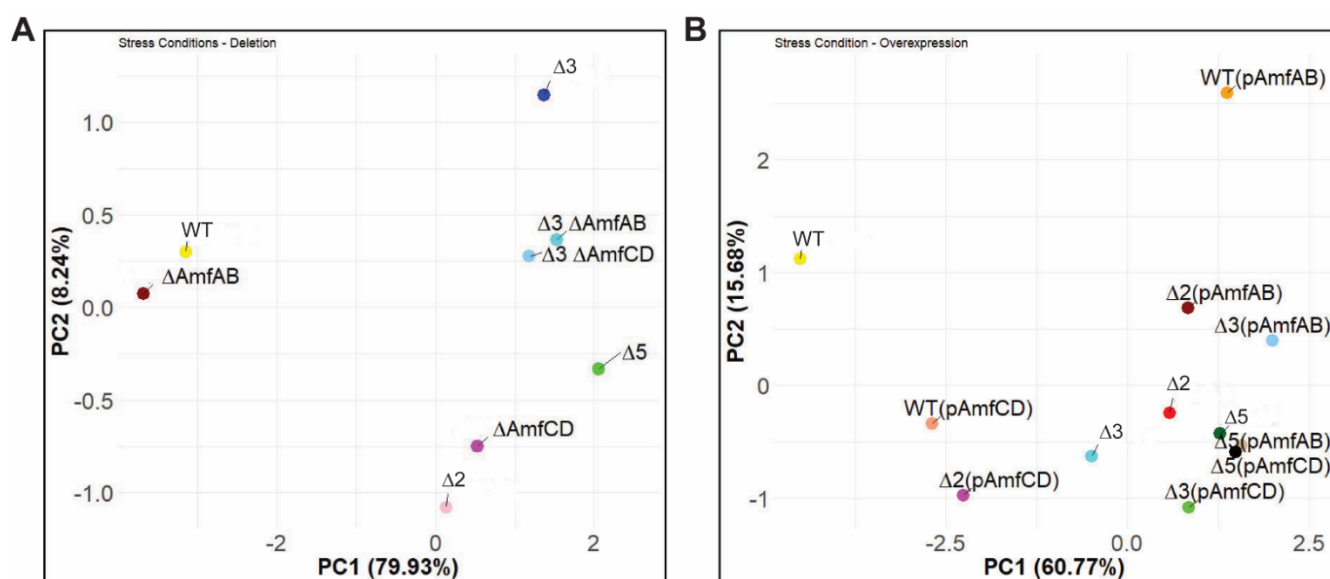 A
Stress Conditions - Deletion
Δ3
1.0
0.5
WT
Δ3 ΔAmfAB
Δ3 ΔAmfCD
ΔAmfAB
0.0
Δ5
-0.5
ΔAmfCD
Δ2
-1.0
PC2 (8.24%)
-2
0
2
PC1 (79.93%)
B
Stress Condition - Overexpression
WT(pAmfAB)
2
WT
1
Δ2(pAmfAB)
Δ3(pAmfAB)
0
Δ2
WT(pAmfCD)
Δ3
Δ5
Δ5(pAmfAB)
Δ5(pAmfCD)
Δ2(pAmfCD)
Δ3(pAmfCD)
-1
PC2 (15.68%)
-2.5
0.0
2.5
PC1 (60.77%)